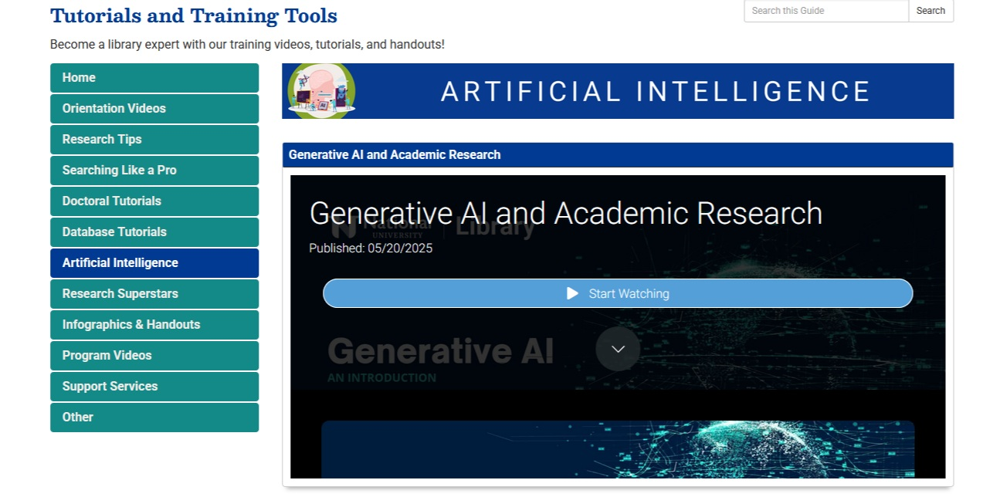 Tutorials and Training Tools
Search this Guide
Search
Become a library expert with our training videos, tutorials, and handouts!
Home
Orientation Videos
Research Tips
Searching Like a Pro
Doctoral Tutorials
Database Tutorials
Artificial Intelligence
Research Superstars
Infographics & Handouts
Program Videos
Support Services
Other
ARTIFICIAL INTELLIGENCE
Generative AI and Academic Research
Generative AI and Academic Research
National
UNIVERSITY
Library
Published: 05/20/2025
Start Watching
Generative AI
AN INTRODUCTION